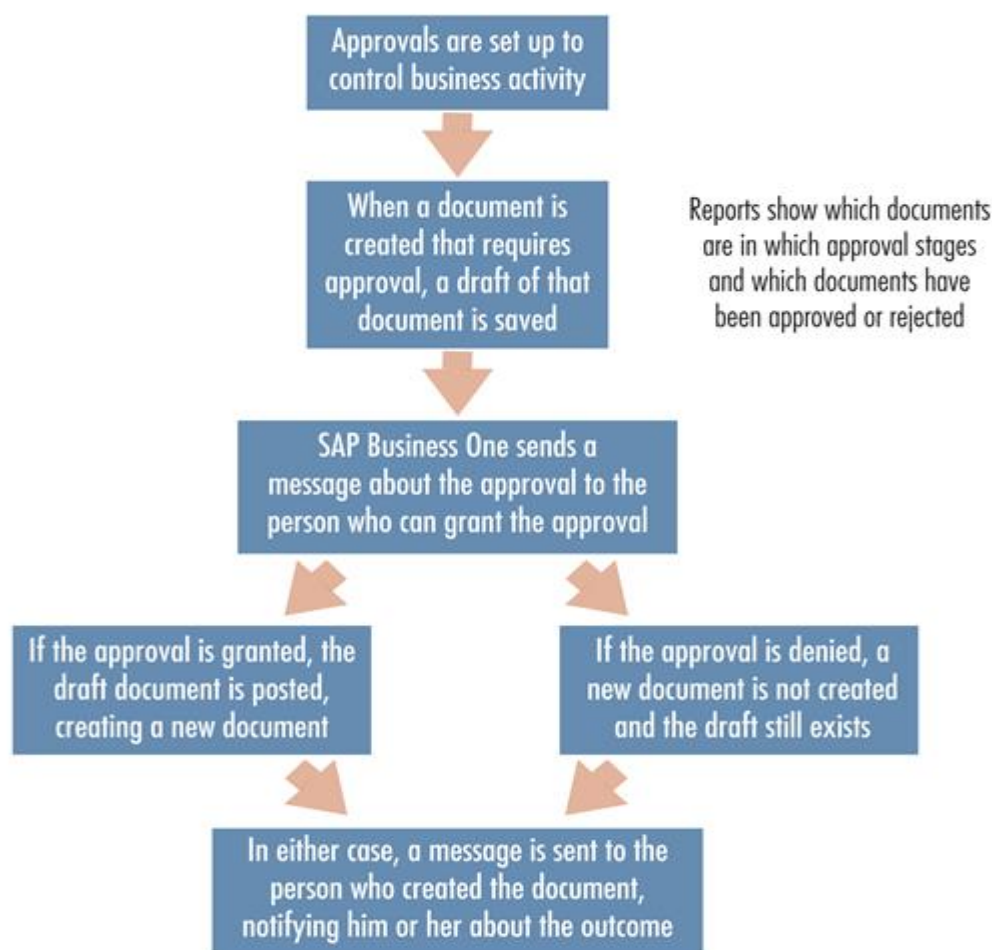 Approvals are set up to
control business activity
When a document is
created that requires
approval, a draft of that
document is saved
Reports show which documents
are in which approval stages
and which documents have
been approved or rejected
SAP Business One sends a
message about the approval to the
person who can grant the approval
If the approval is granted, the
draft document is posted,
creating a new document
If the approval is denied, a
new document is not created
and the draft still exists
In either case, a message is sent to the
person who created the document,
notifying him or her about the outcome